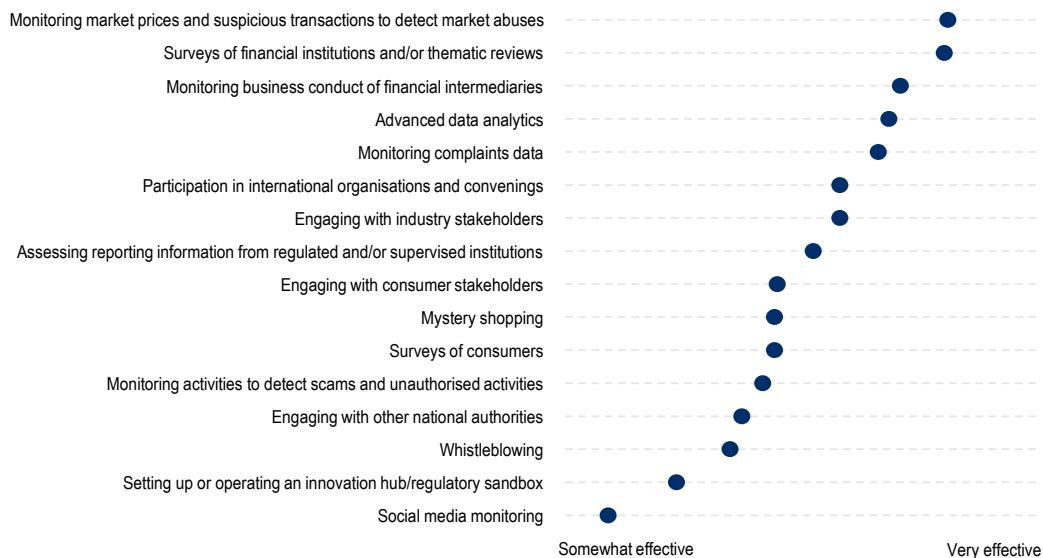 Monitoring market prices and suspicious transactions to detect market abuses
Surveys of financial institutions and/or thematic reviews
Monitoring business conduct of financial intermediaries
Advanced data analytics
Monitoring complaints data
Participation in international organisations and convenings
Engaging with industry stakeholders
Assessing reporting information from regulated and/or supervised institutions
Engaging with consumer stakeholders
Mystery shopping
Surveys of consumers
Monitoring activities to detect scams and unauthorised activities
Engaging with other national authorities
Whistleblowing
Setting up or operating an innovation hub/regulatory sandbox
Social media monitoring
Somewhat effective
Very effective